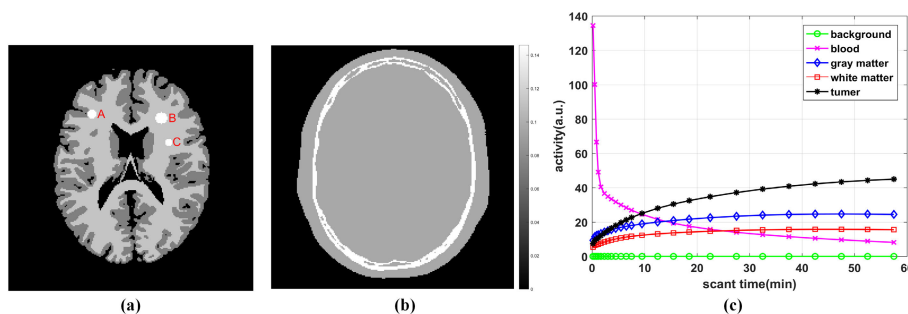 A
B
C
(a)
0.14
0.12
0.1
0.08
0.06
0.04
0.02
0
(b)
140
120
100
80
60
40
20
0
activity(a.u.)
background
blood
gray matter
white matter
tumer
0 10 20 30 40 50 60
scant time(min)
(c)